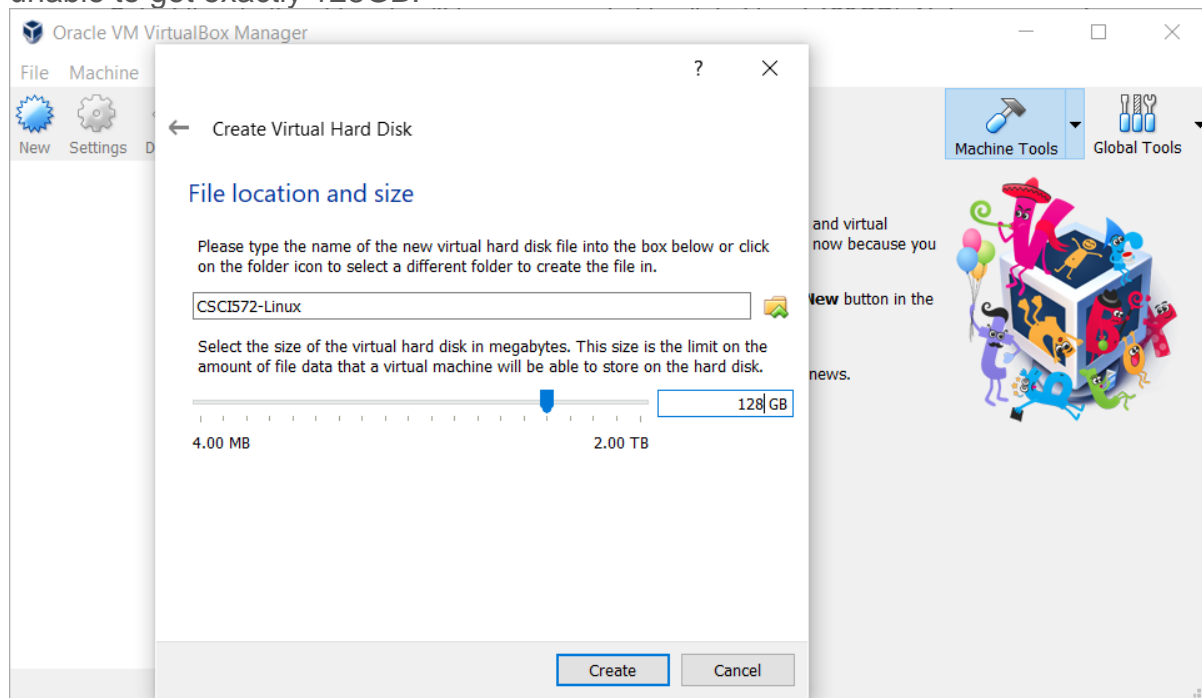 unable to get exactly 128GB.
Oracle VM VirtualBox Manager
File Machine
? ×
New Settings D
← Create Virtual Hard Disk
Machine Tools Global Tools
File location and size
Please type the name of the new virtual hard disk file into the box below or click
on the folder icon to select a different folder to create the file in.
CSCI572-Linux
Select the size of the virtual hard disk in megabytes. This size is the limit on the
amount of file data that a virtual machine will be able to store on the hard disk.
128 GB
4.00 MB 2.00 TB
and virtual
now because you
New button in the
news.
Create Cancel